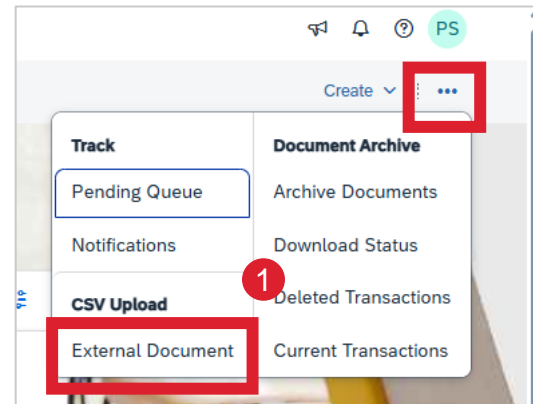 PS
Create
Track
Pending Queue
Notifications
CSV Upload
External Document
1
Document Archive
Archive Documents
Download Status
Deleted Transactions
Current Transactions